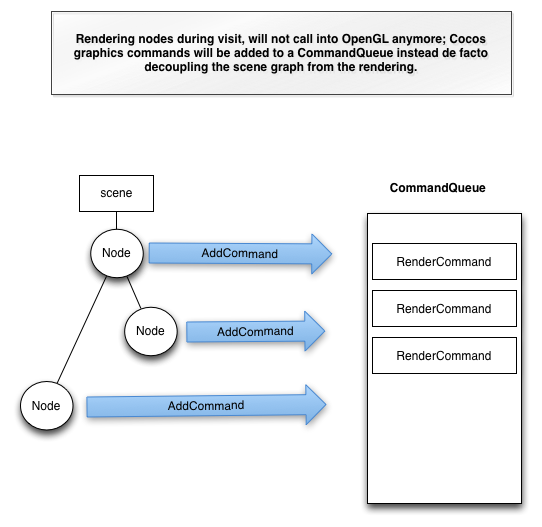 Rendering nodes during visit, will not call into OpenGL anymore; Cocos
graphics commands will be added to a CommandQueue instead de facto
decoupling the scene graph from the rendering.
CommandQueue
scene
Node
AddCommand
RenderCommand
RenderCommand
Node
AddCommand
RenderCommand
Node
AddCommand